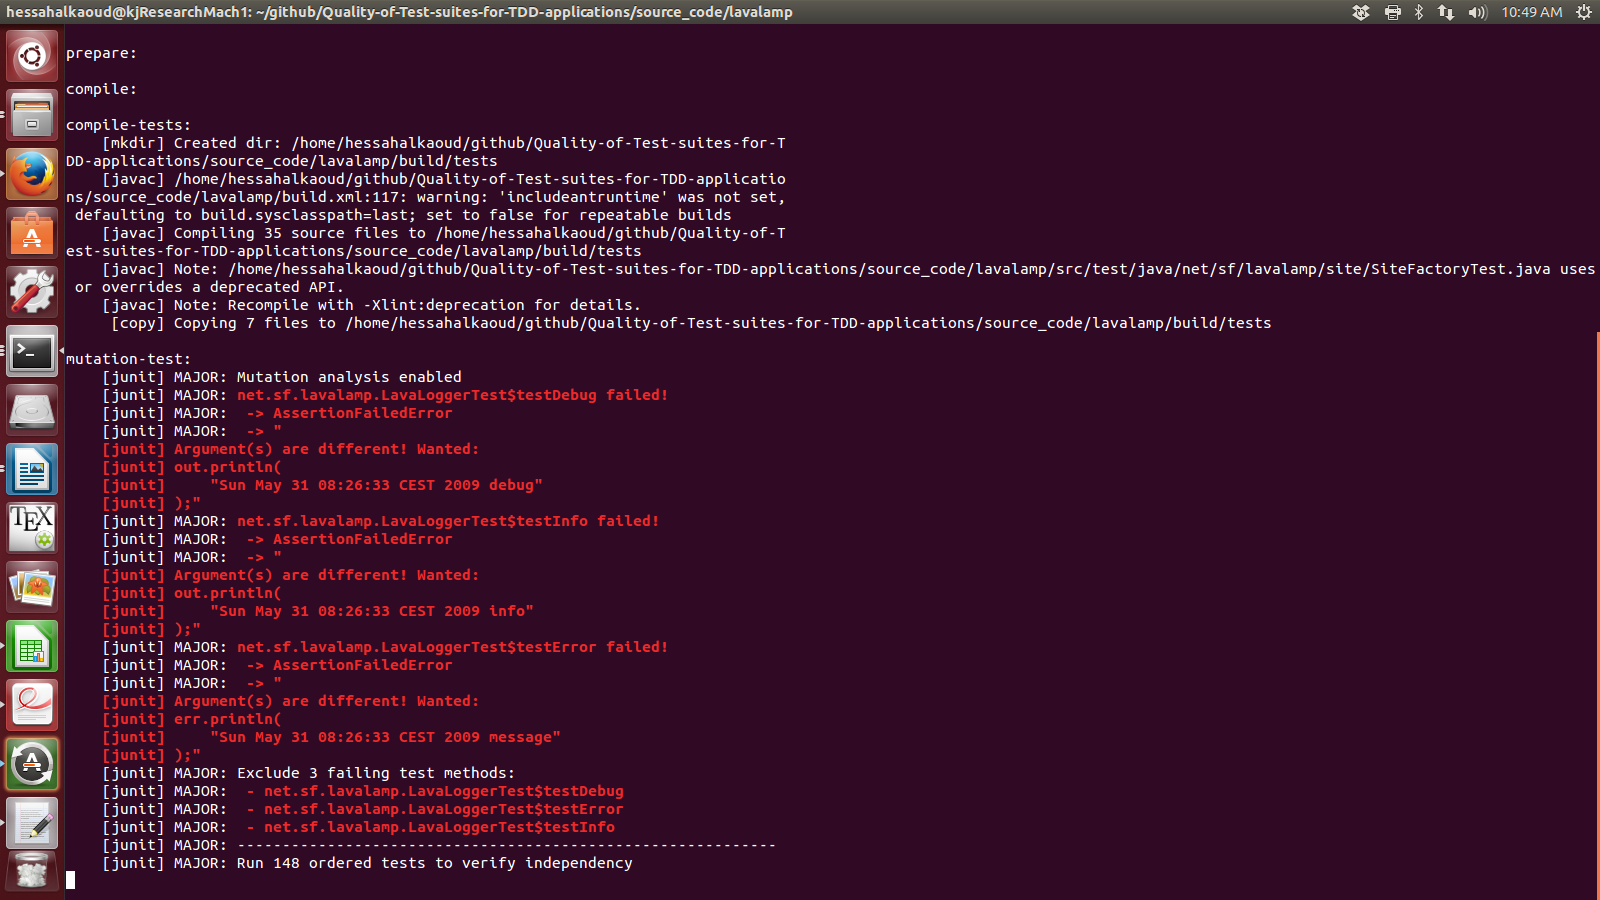 hessahalkaoud@kjResearchMach1: ~/github/Quality-of-Test-suites-for-TDD-applications/source_code/lavalamp
10:49 AM
prepare:
compile:
compile-tests:
[mkdir] Created dir: /home/hessahalkaoud/github/Quality-of-Test-suites-for-T
DD-applications/source_code/lavalamp/build/tests
[javac] /home/hessahalkaoud/github/Quality-of-Test-suites-for-TDD-applicatio
ns/source_code/lavalamp/build.xml:117: warning: 'includeantruntime' was not set,
defaulting to build.sysclasspath=last; set to false for repeatable builds
[javac] Compiling 35 source files to /home/hessahalkaoud/github/Quality-of-T
est-suites-for-TDD-applications/source_code/lavalamp/build/tests
[javac] Note: /home/hessahalkaoud/github/Quality-of-Test-suites-for-TDD-applications/source_code/lavalamp/src/test/java/net/sf/lavalamp/site/SiteFactoryTest.java uses
or overrides a deprecated API.
[javac] Note: Recompile with -Xlint:deprecation for details.
[copy] Copying 7 files to /home/hessahalkaoud/github/Quality-of-Test-suites-for-TDD-applications/source_code/lavalamp/build/tests
mutation-test:
[junit] MAJOR: Mutation analysis enabled
[junit] MAJOR: net.sf.lavalamp.LavaLoggerTest$testDebug failed!
[junit] MAJOR:  -> AssertionFailedError
[junit] MAJOR:  -> "
[junit] Argument(s) are different! Wanted:
[junit] out.println(
[junit]     "Sun May 31 08:26:33 CEST 2009 debug"
[junit] );"
[junit] MAJOR: net.sf.lavalamp.LavaLoggerTest$testInfo failed!
[junit] MAJOR:  -> AssertionFailedError
[junit] MAJOR:  -> "
[junit] Argument(s) are different! Wanted:
[junit] out.println(
[junit]     "Sun May 31 08:26:33 CEST 2009 info"
[junit] );"
[junit] MAJOR: net.sf.lavalamp.LavaLoggerTest$testError failed!
[junit] MAJOR:  -> AssertionFailedError
[junit] MAJOR:  -> "
[junit] Argument(s) are different! Wanted:
[junit] err.println(
[junit]     "Sun May 31 08:26:33 CEST 2009 message"
[junit] );"
[junit] MAJOR: Exclude 3 failing test methods:
[junit] MAJOR:  - net.sf.lavalamp.LavaLoggerTest$testDebug
[junit] MAJOR:  - net.sf.lavalamp.LavaLoggerTest$testError
[junit] MAJOR:  - net.sf.lavalamp.LavaLoggerTest$testInfo
[junit] MAJOR: ------------------------------------------------------------
[junit] MAJOR: Run 148 ordered tests to verify independency
TEX